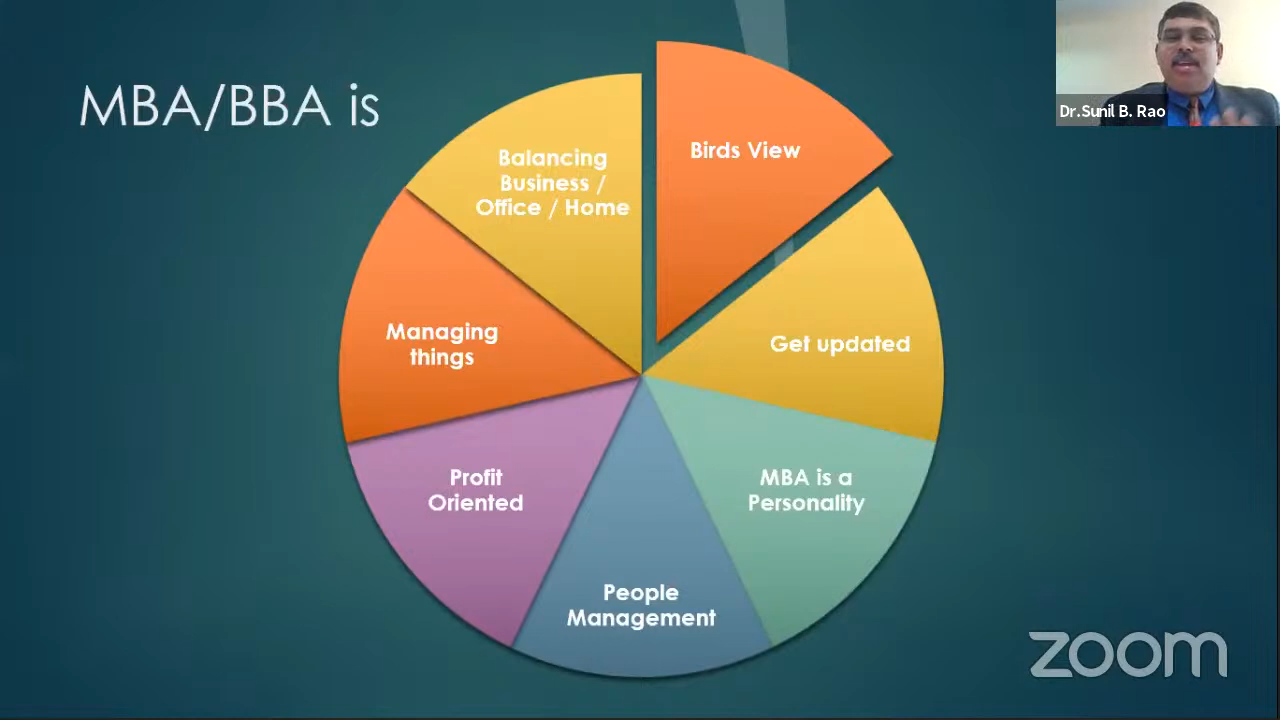 MBA/BBA is
Dr.Sunil B. Rao
Birds View
Balancing
Business /
Office / Home
Get updated
Managing
things
MBA is a
Personality
Profit
Oriented
People
Management
zoom